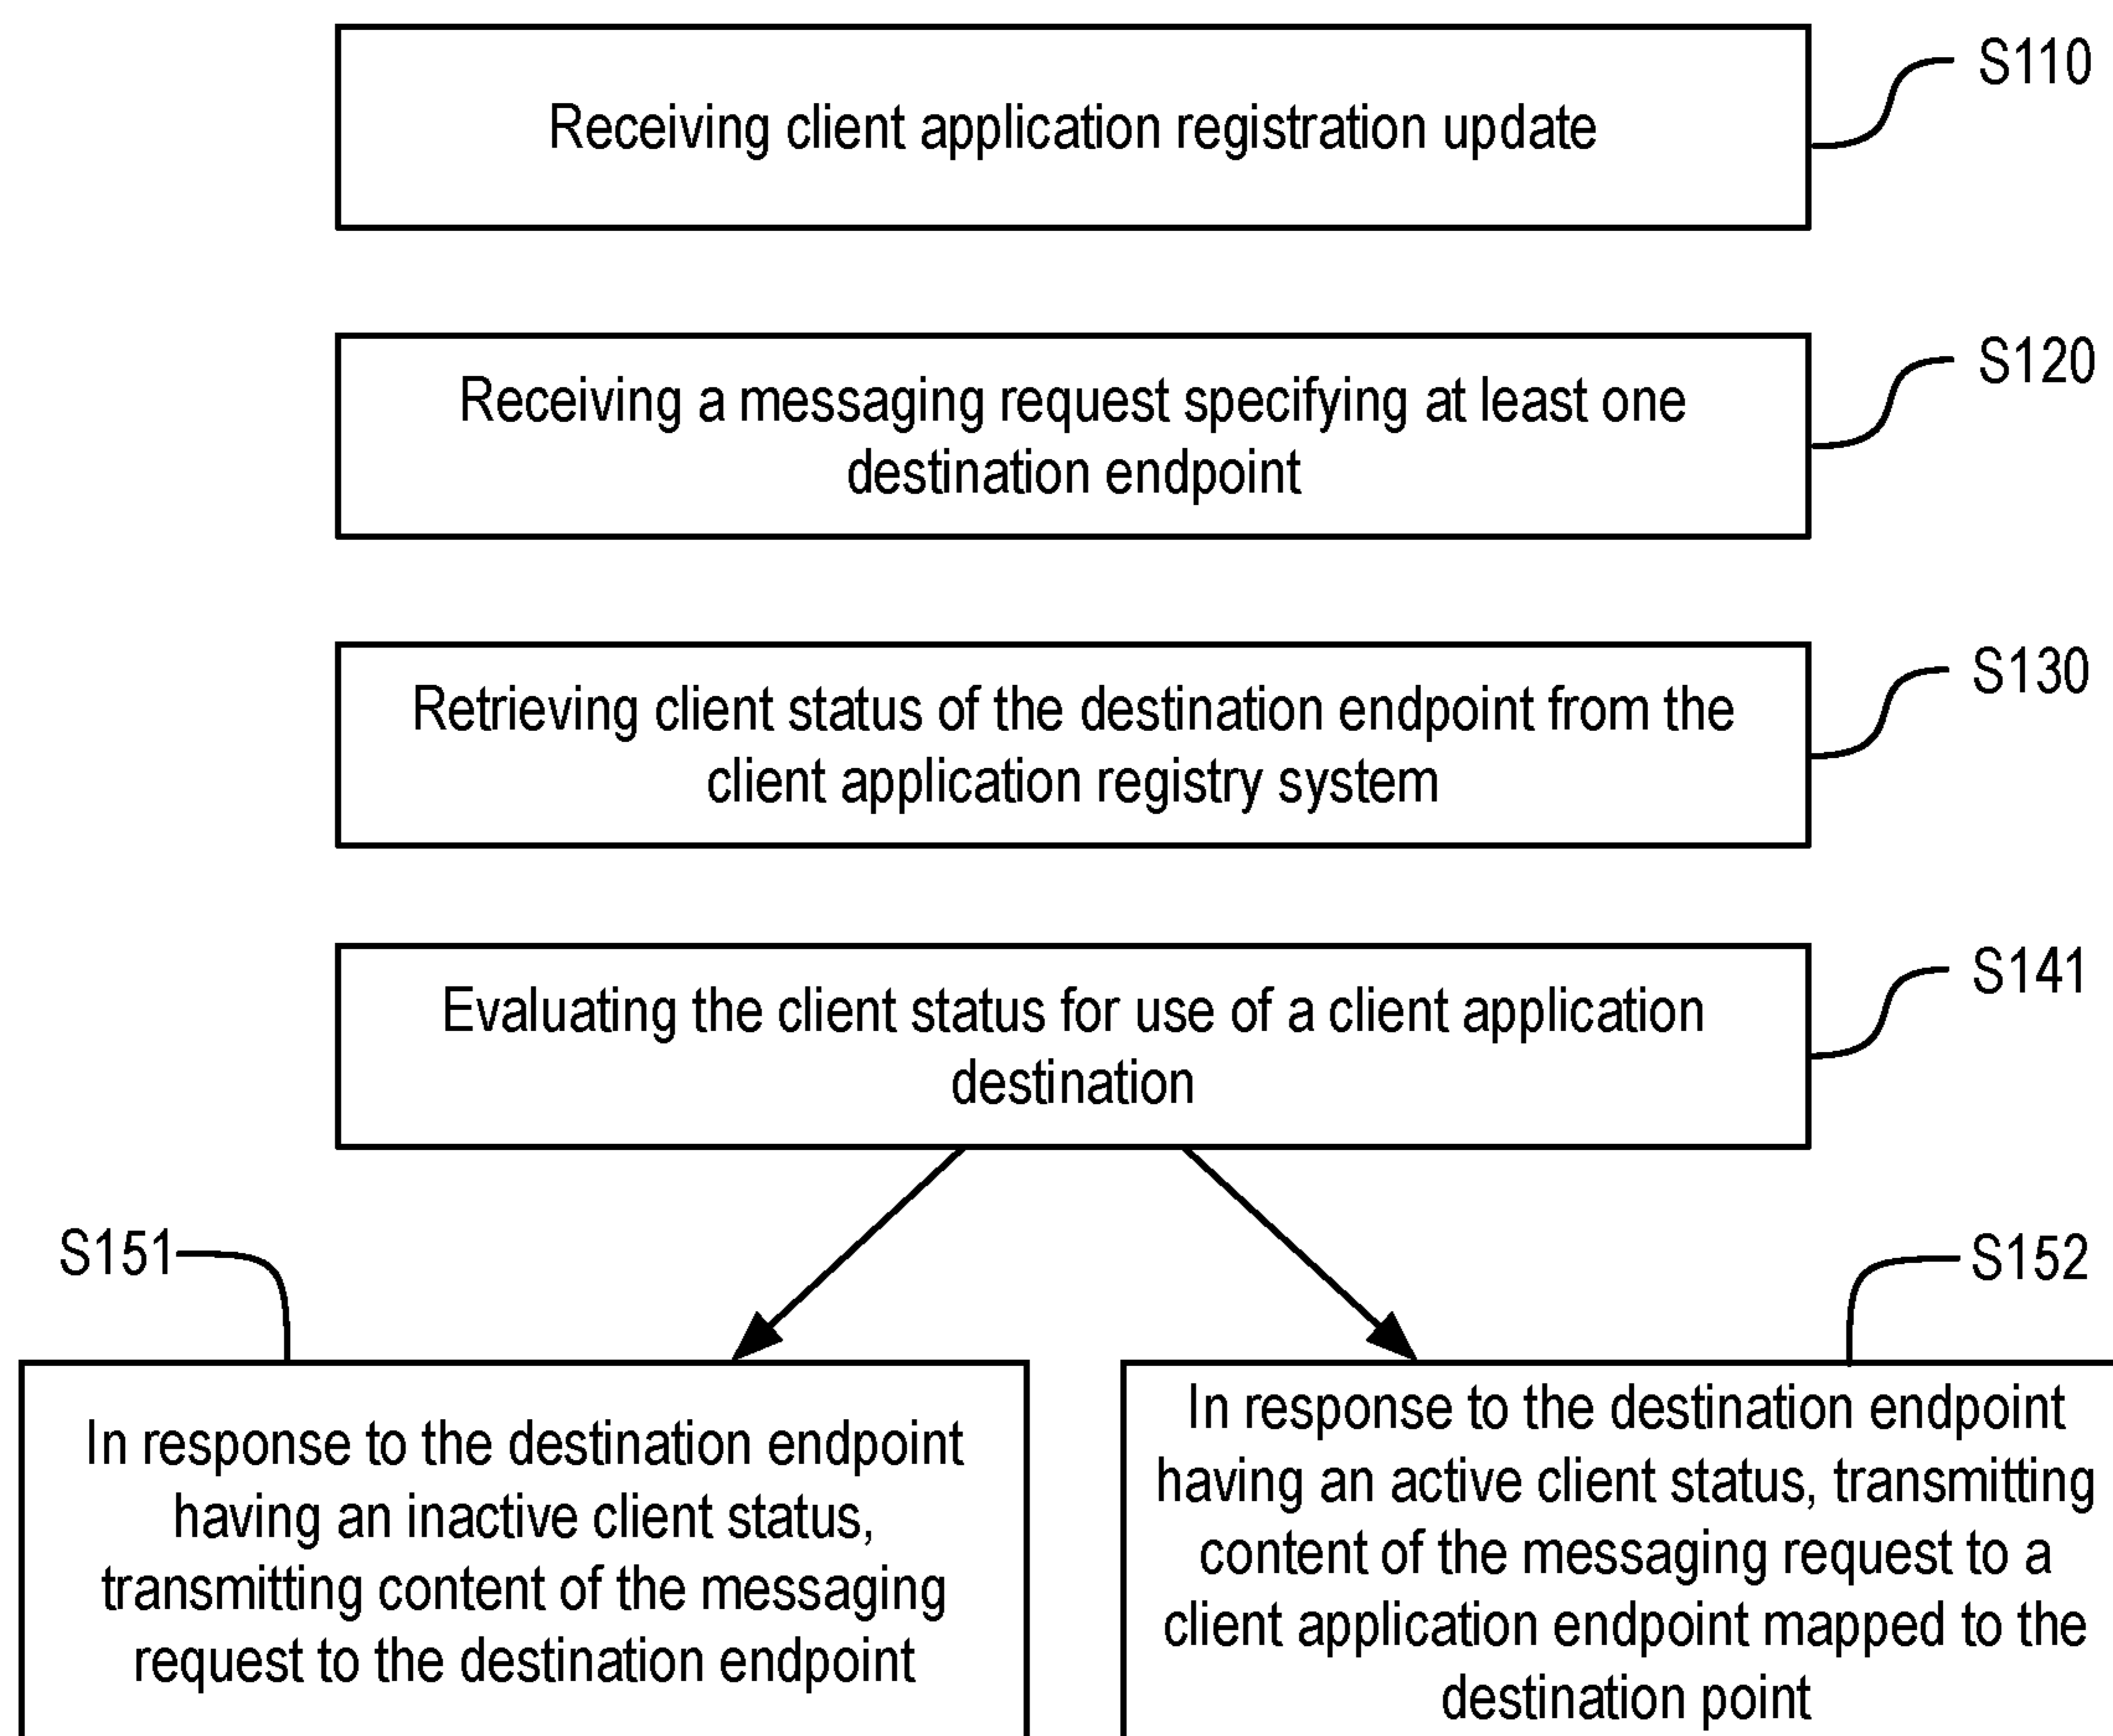 Receiving client application registration update
S110
Receiving a messaging request specifying at least one
destination endpoint
S120
Retrieving client status of the destination endpoint from the
client application registry system
S130
Evaluating the client status for use of a client application
destination
S141
S151
In response to the destination endpoint
having an inactive client status,
transmitting content of the messaging
request to the destination endpoint
S152
In response to the destination endpoint
having an active client status, transmitting
content of the messaging request to a
client application endpoint mapped to the
destination point